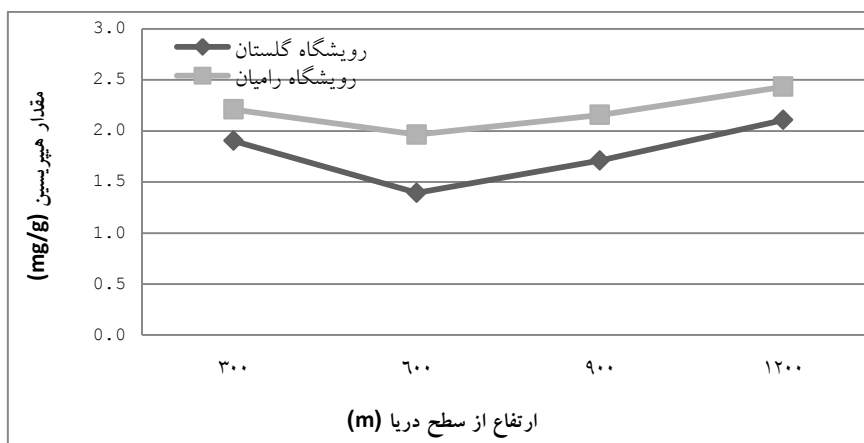 3.0
2.5
2.0
1.5
1.0
0.5
0.0
مقدار هیپریسین (mg/g)
رویشگاه گلستان
رویشگاه رامیان
۳۰۰
۶۰۰
۹۰۰
۱۲۰۰
ارتفاع از سطح دریا (m)